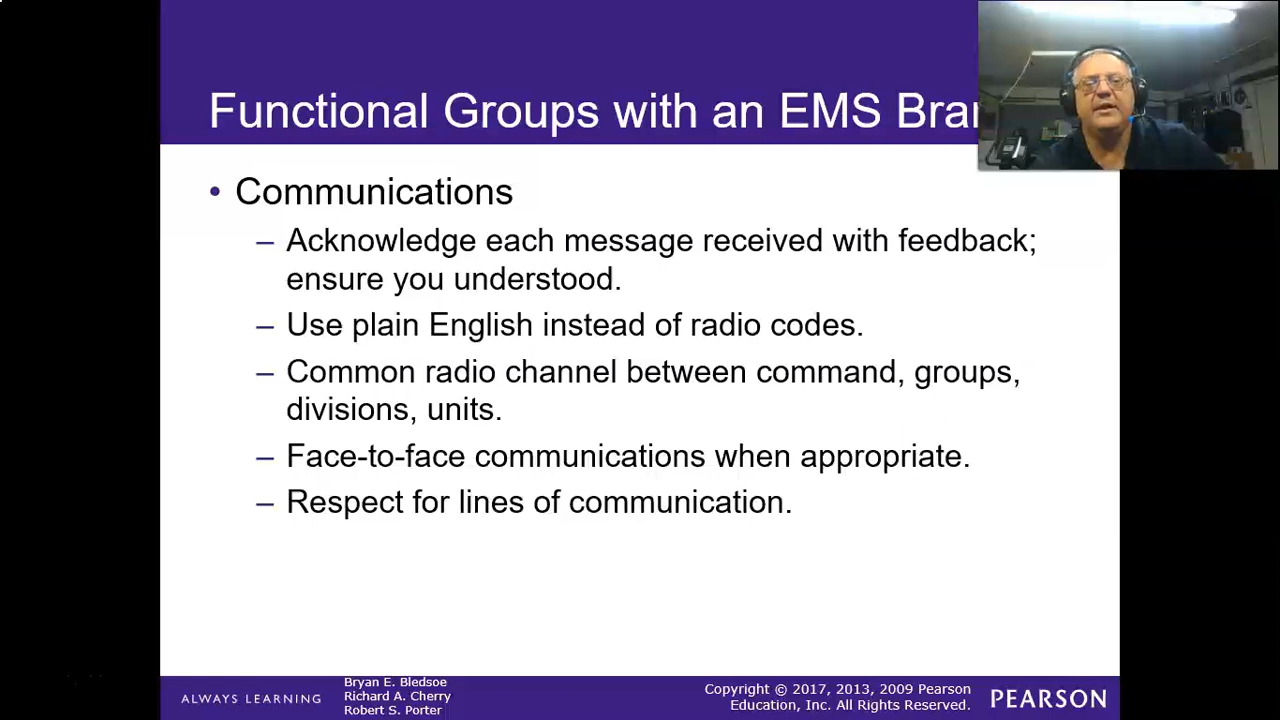 Functional Groups with an EMS
• Communications
– Acknowledge each message received with feedback;
ensure you understood.
– Use plain English instead of radio codes.
– Common radio channel between command, groups,
divisions, units.
– Face-to-face communications when appropriate.
– Respect for lines of communication.
ALWAYS LEARNING
Bryan E. Bledsoe
Richard A. Cherry
Robert S. Porter
Copyright © 2017, 2013, 2009 Pearson
Education, Inc. All Rights Reserved.
PEARSON